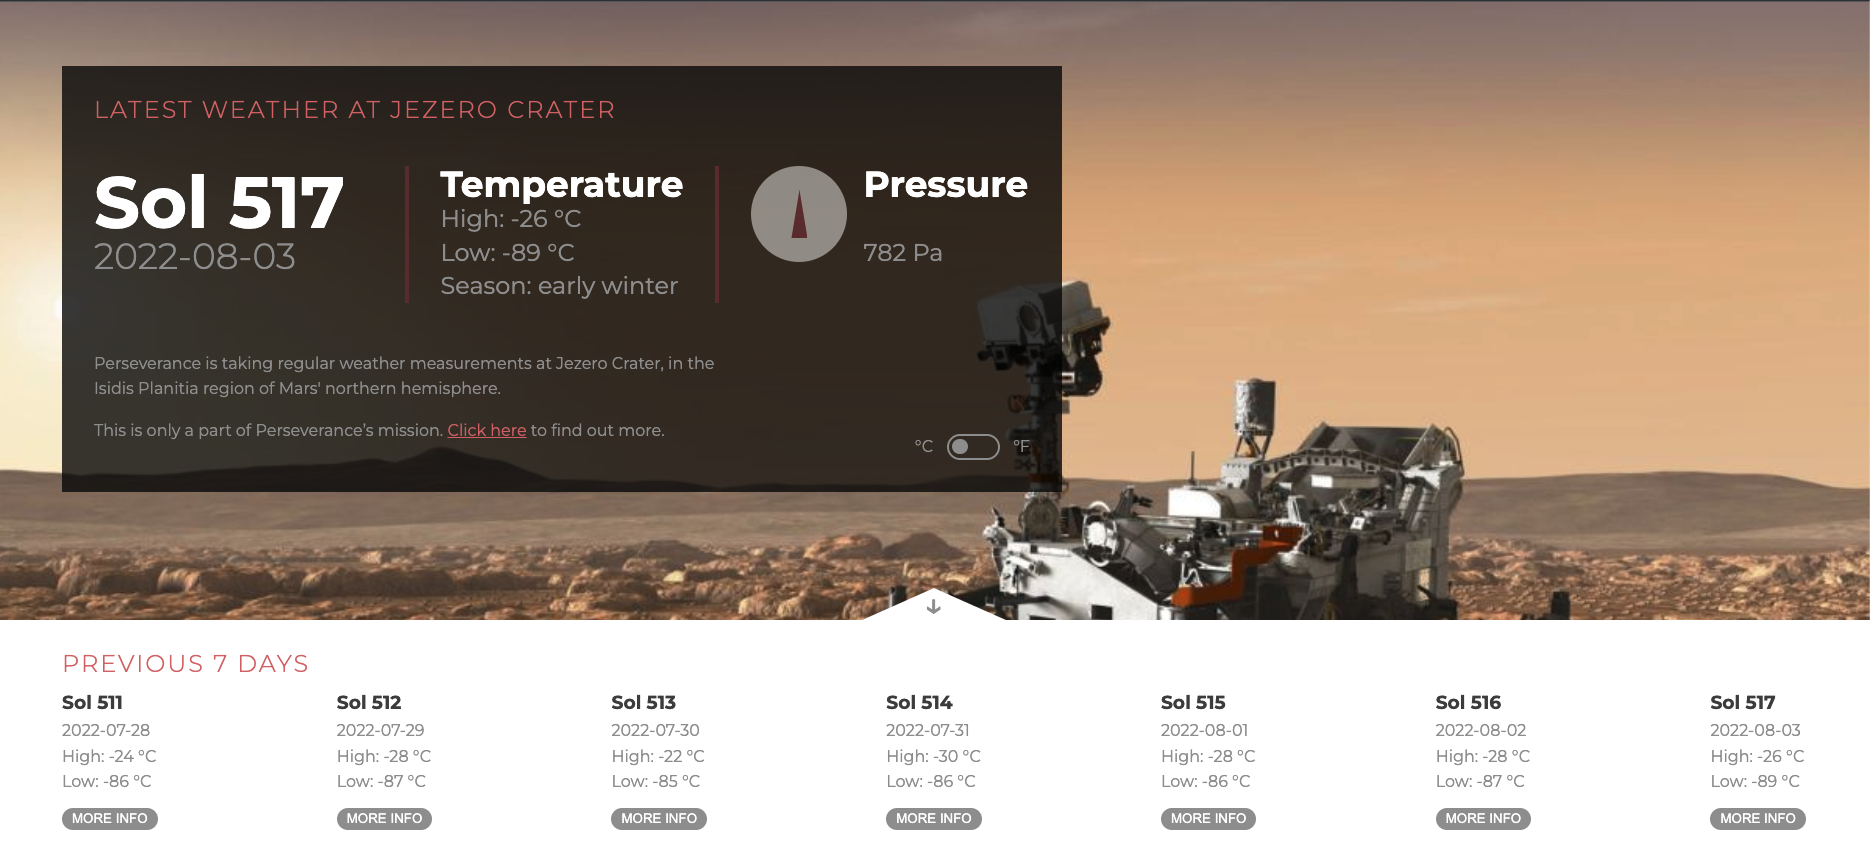 LATEST WEATHER AT JEZERO CRATER
Sol 517
2022-08-03
Temperature
High: -26 °C
Low: -89 °C
Season: early winter
Pressure
782 Pa
Perseverance is taking regular weather measurements at Jezero Crater, in the
Isidis Planitia region of Mars' northern hemisphere.
This is only a part of Perseverance's mission. Click here to find out more.
°C °F
PREVIOUS 7 DAYS
Sol 511
2022-07-28
High: -24 °C
Low: -86 °C
MORE INFO
Sol 512
2022-07-29
High: -28 °C
Low: -87 °C
MORE INFO
Sol 513
2022-07-30
High: -22 °C
Low: -85 °C
MORE INFO
Sol 514
2022-07-31
High: -30 °C
Low: -86 °C
MORE INFO
Sol 515
2022-08-01
High: -28 °C
Low: -86 °C
MORE INFO
Sol 516
2022-08-02
High: -28 °C
Low: -87 °C
MORE INFO
Sol 517
2022-08-03
High: -26 °C
Low: -89 °C
MORE INFO